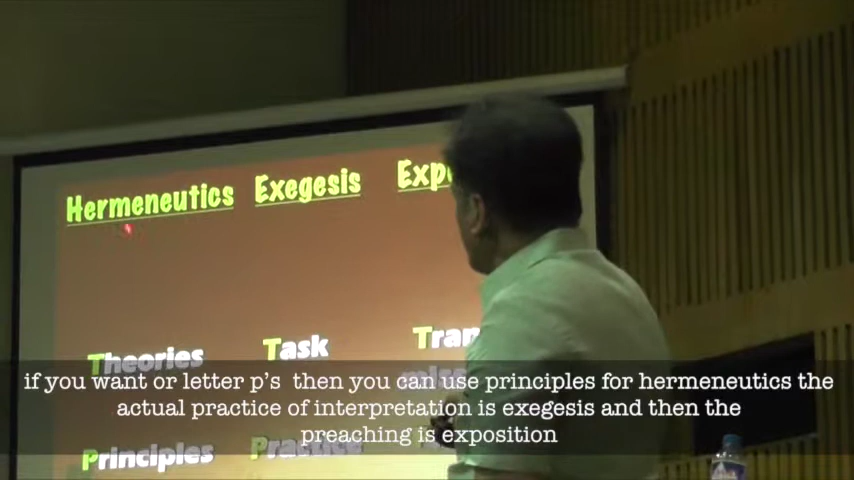 Hermeneutics Exegesis
Theories Task
if you want or letter p's then you can use principles for hermeneutics the
actual practice of interpretation is exegesis and then the
preaching is exposition
Principles Practice